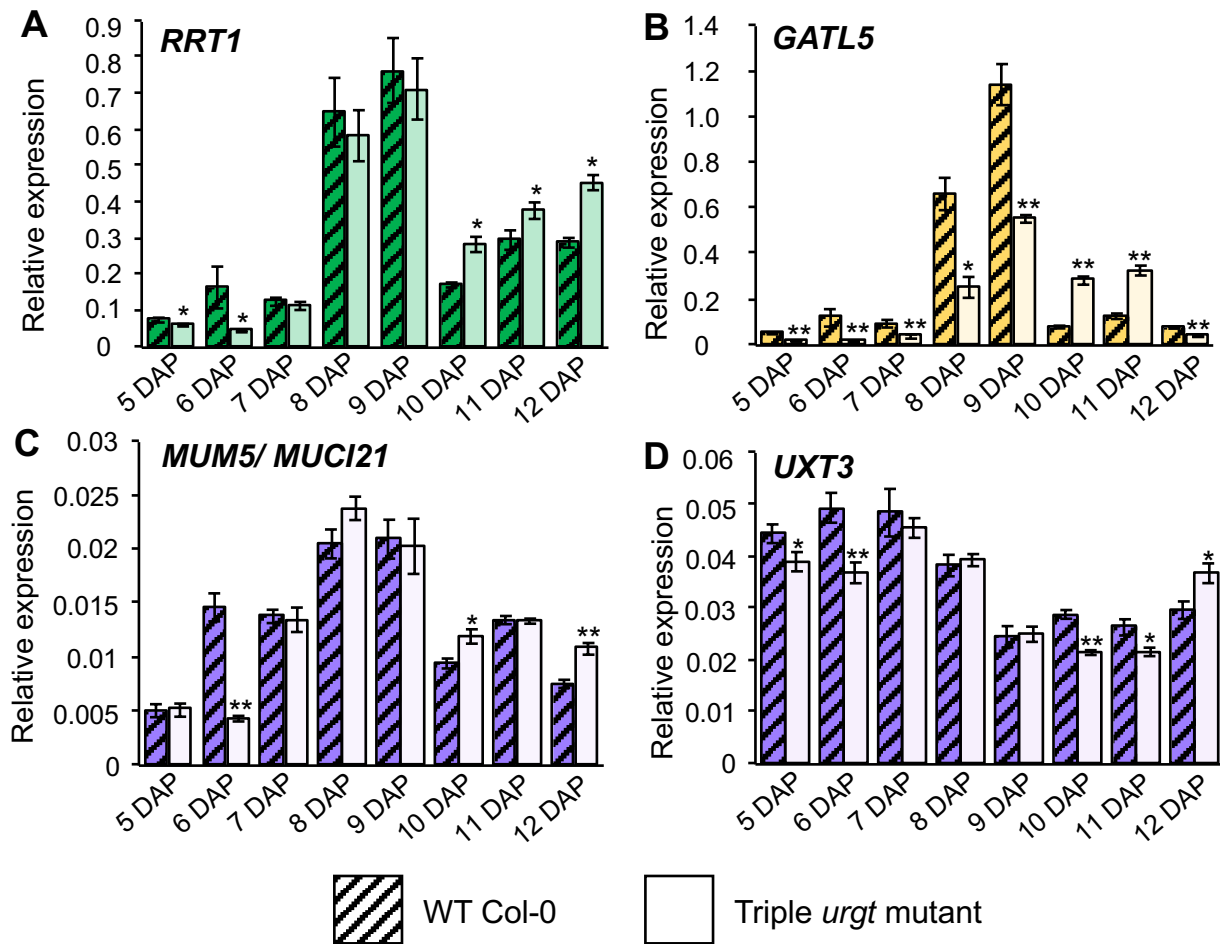 A
RRT1
Relative expression
0.9
0.8
0.7
0.6
0.5
0.4
0.3
0.2
0.1
0
*
*
*
*
*
5 DAP
6 DAP
7 DAP
8 DAP
9 DAP
10 DAP
11 DAP
12 DAP
B
GATL5
Relative expression
1.4
1.2
1.0
0.8
0.6
0.4
0.2
0
**
**
**
*
**
**
**
**
5 DAP
6 DAP
7 DAP
8 DAP
9 DAP
10 DAP
11 DAP
12 DAP
C
MUM5/ MUCI21
Relative expression
0.03
0.025
0.02
0.015
0.01
0.005
0
**
*
**
5 DAP
6 DAP
7 DAP
8 DAP
9 DAP
10 DAP
11 DAP
12 DAP
D
UXT3
Relative expression
0.06
0.05
0.04
0.03
0.02
0.01
0
*
**
**
*
*
5 DAP
6 DAP
7 DAP
8 DAP
9 DAP
10 DAP
11 DAP
12 DAP
WT Col-0
Triple urgt mutant